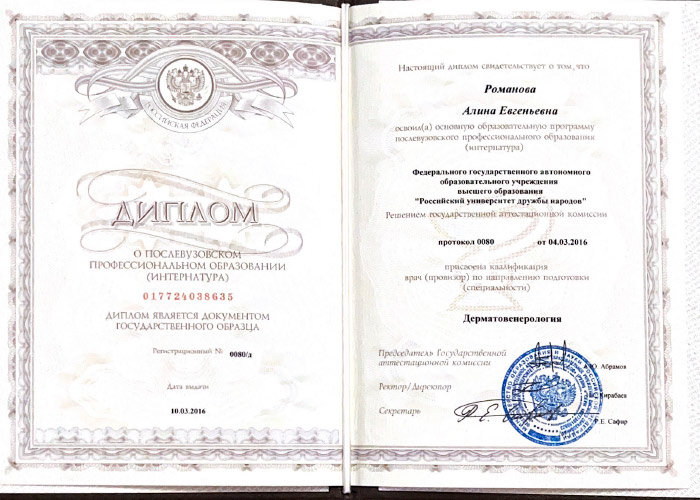 РОССИЙСКАЯ ФЕДЕРАЦИЯ
ДИПЛОМ
О ПОСЛЕВУЗОВСКОМ
ПРОФЕССИОНАЛЬНОМ ОБРАЗОВАНИИ
(ИНТЕРНАТУРА)
017724038635
ДИПЛОМ ЯВЛЯЕТСЯ ДОКУМЕНТОМ
ГОСУДАРСТВЕННОГО ОБРАЗЦА
Регистрационный № 0080/д
Дата выдачи
10.03.2016
Настоящий диплом свидетельствует о том, что
Романова
Алина Евгеньевна
освоил(а) основную образовательную программу
послевузовского профессионального образования
(интернатура)
Федерального государственного автономного
образовательного учреждения
высшего образования
"Российский университет дружбы народов"
Решением государственной аттестационной комиссии
протокол 0080 от 04.03.2016
присвоена квалификация
врач (провизор) по направлению подготовки
(специальности)
Дерматовенерология
Председатель Государственной
аттестационной комиссии
Абрамов
Ректор/Директор
Секретарь
Р.Е. Сафир